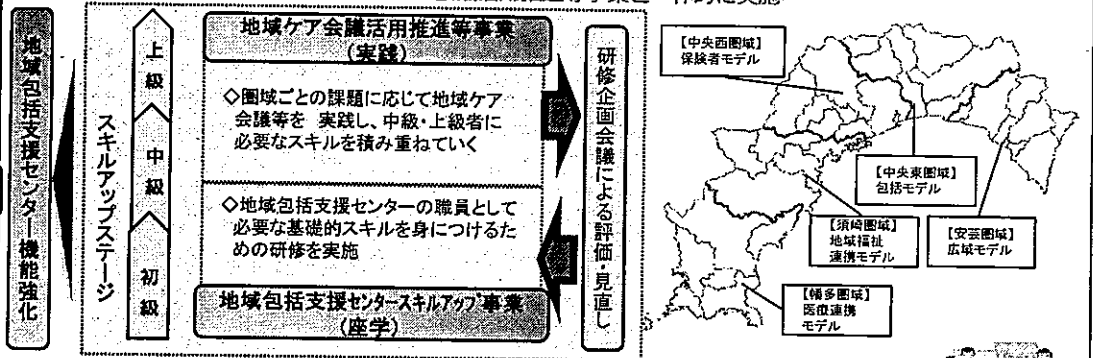 地域包括支援センター機能強化
スキルアップステージ
上級
中級
初級
地域ケア会議活用推進等事業
(実践)
◇圏域ごとの課題に応じて地域ケア
会議等を 実践し、中級・上級者に
必要なスキルを積み重ねていく
◇地域包括支援センターの職員として
必要な基礎的スキルを身につけるた
めの研修を実施
地域包括支援センタースキルアップ事業
(座学)
研修企画会議による評価・見直し
【中央西圏域】
保険者モデル
【中央東圏域】
包括モデル
【須崎圏域】
地域福祉
連携モデル
【安芸圏域】
広域モデル
【幡多圏域】
医療連携
モデル